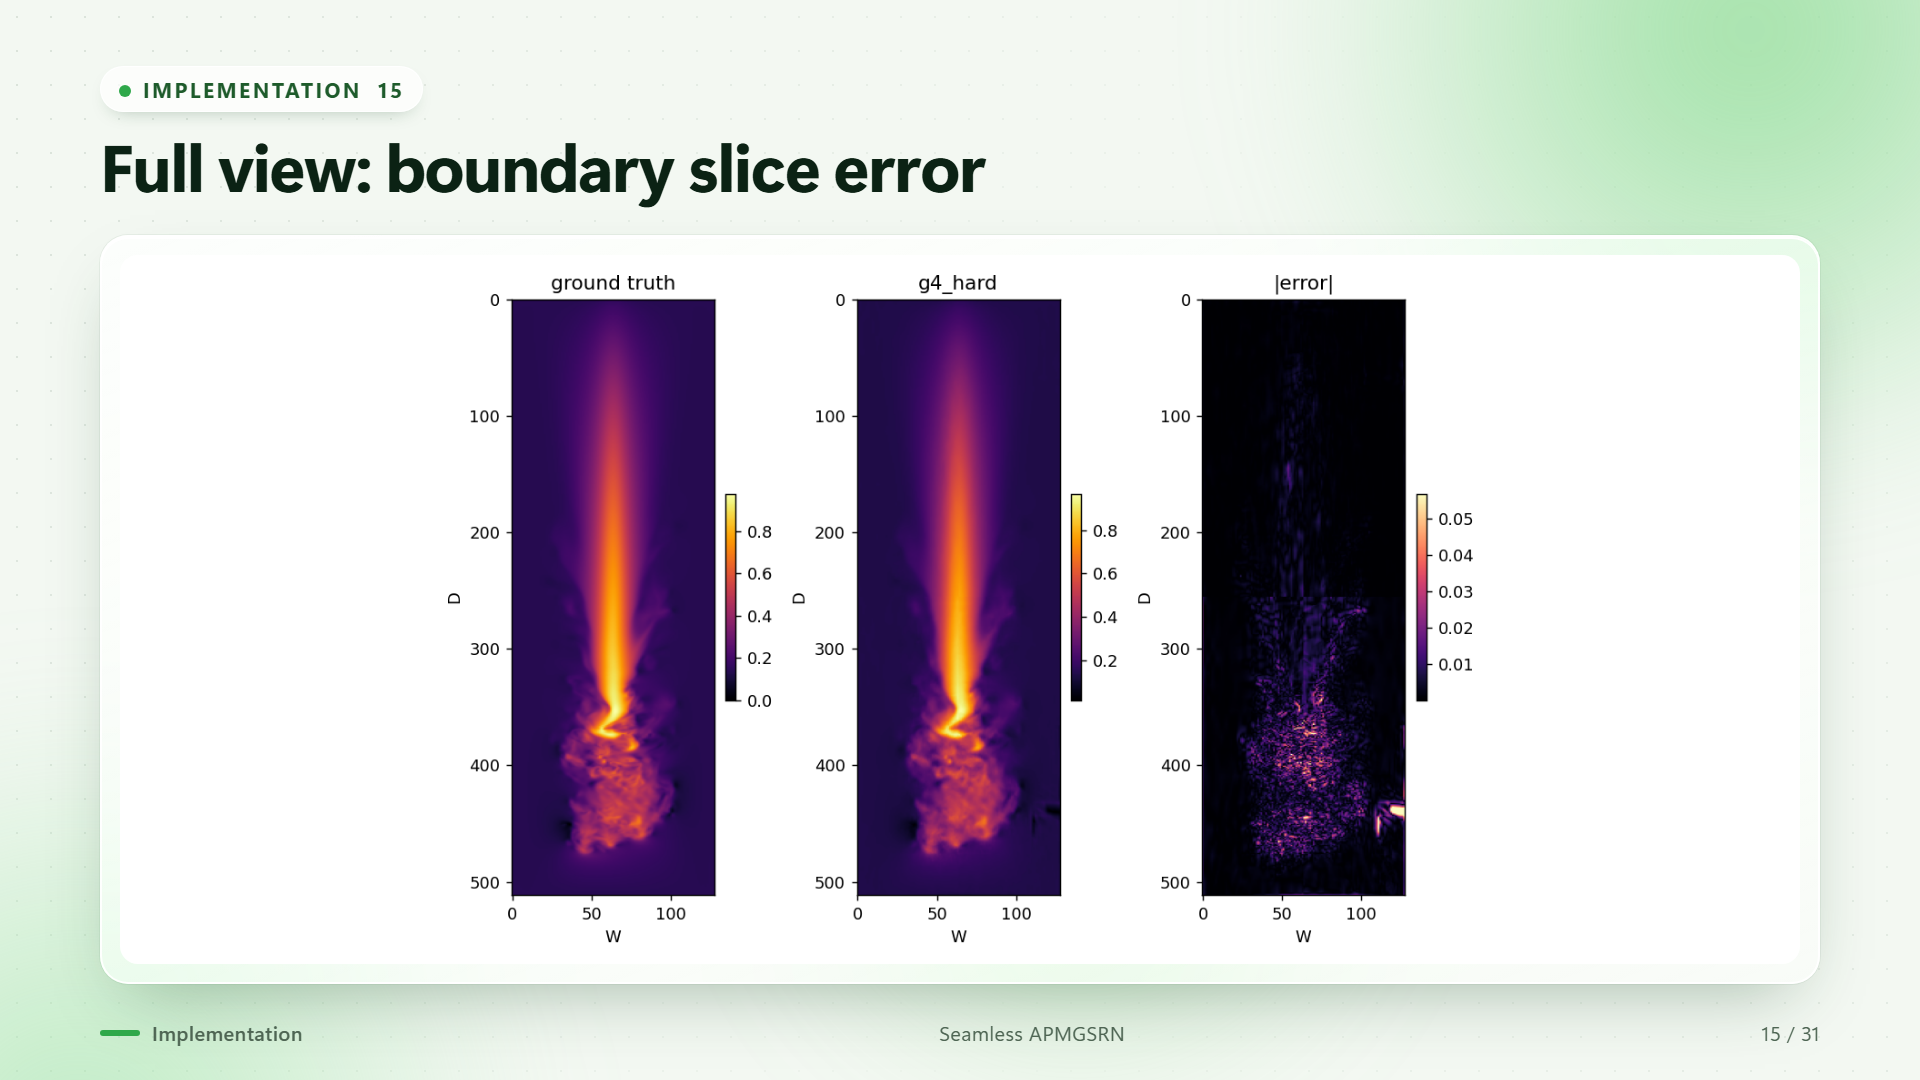 IMPLEMENTATION 15
Full view: boundary slice error
ground truth
0
100
200
300
400
500
D
0 50 100
W
0.8
0.6
0.4
0.2
0.0
g4_hard
0
100
200
300
400
500
D
0 50 100
W
0.8
0.6
0.4
0.2
|error|
0
100
200
300
400
500
D
0 50 100
W
0.05
0.04
0.03
0.02
0.01
Implementation
Seamless APMGSRN
15 / 31